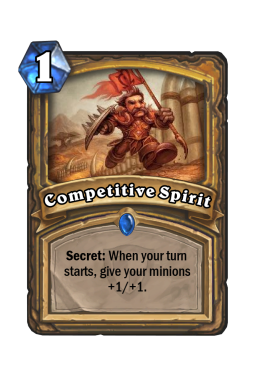 1
Competitive Spirit
Secret: When your turn
starts, give your minions
+1/+1.